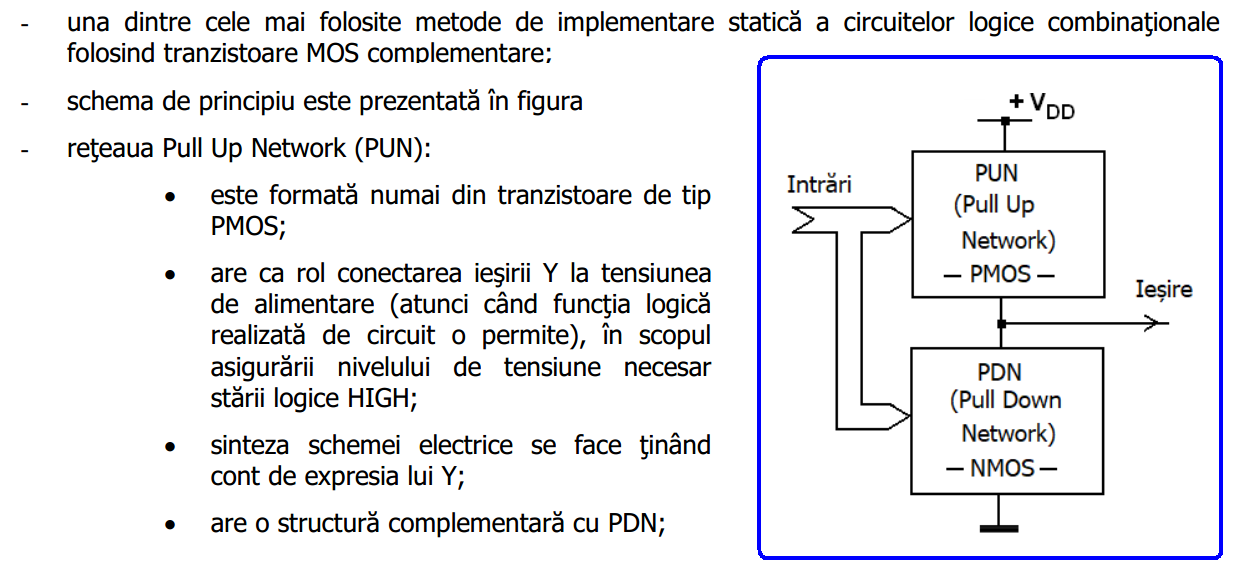 - una dintre cele mai folosite metode de implementare statică a circuitelor logice combinaţionale
folosind tranzistoare MOS complementare;
- schema de principiu este prezentată în figura
- reţeaua Pull Up Network (PUN):
• este formată numai din tranzistoare de tip
PMOS;
• are ca rol conectarea ieşirii Y la tensiunea
de alimentare (atunci când funcţia logică
realizată de circuit o permite), în scopul
asigurării nivelului de tensiune necesar
stării logice HIGH;
• sinteza schemei electrice se face ţinând
cont de expresia lui Y;
• are o structură complementară cu PDN;
+ VDD
Intrări
PUN
(Pull Up
Network)
— PMOS —
Ieșire
PDN
(Pull Down
Network)
— NMOS —